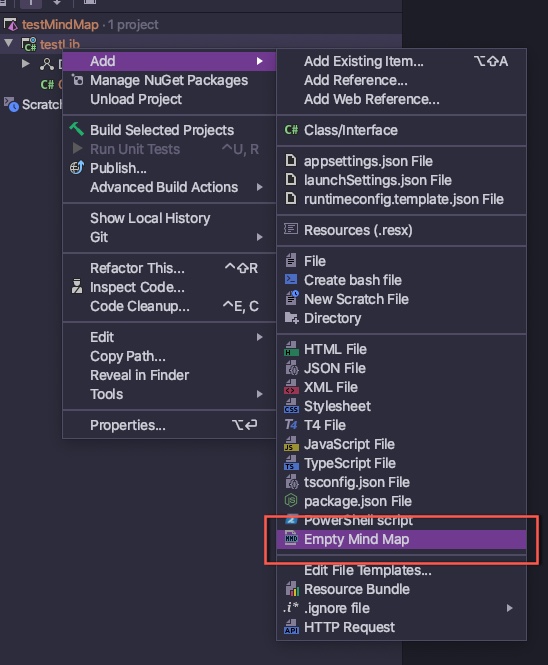 testMindMap · 1 project
testLib
Scratch
Add
Manage NuGet Packages
Unload Project
Build Selected Projects
Run Unit Tests ^U, R
Publish...
Advanced Build Actions
Show Local History
Git
Refactor This... ^⇧R
Inspect Code...
Code Cleanup... ^E, C
Edit
Copy Path...
Reveal in Finder
Tools
Properties... ⌥↩
Add Existing Item... ⌥⇧A
Add Reference...
Add Web Reference...
C# Class/Interface
appsettings.json File
launchSettings.json File
runtimeconfig.template.json File
Resources (.resx)
File
Create bash file
New Scratch File
Directory
HTML File
JSON File
XML File
Stylesheet
T4 T4 File
JavaScript File
TypeScript File
tsconfig.json File
package.json File
PowerShell script
Empty Mind Map
Edit File Templates...
Resource Bundle
.i* .ignore file
API HTTP Request